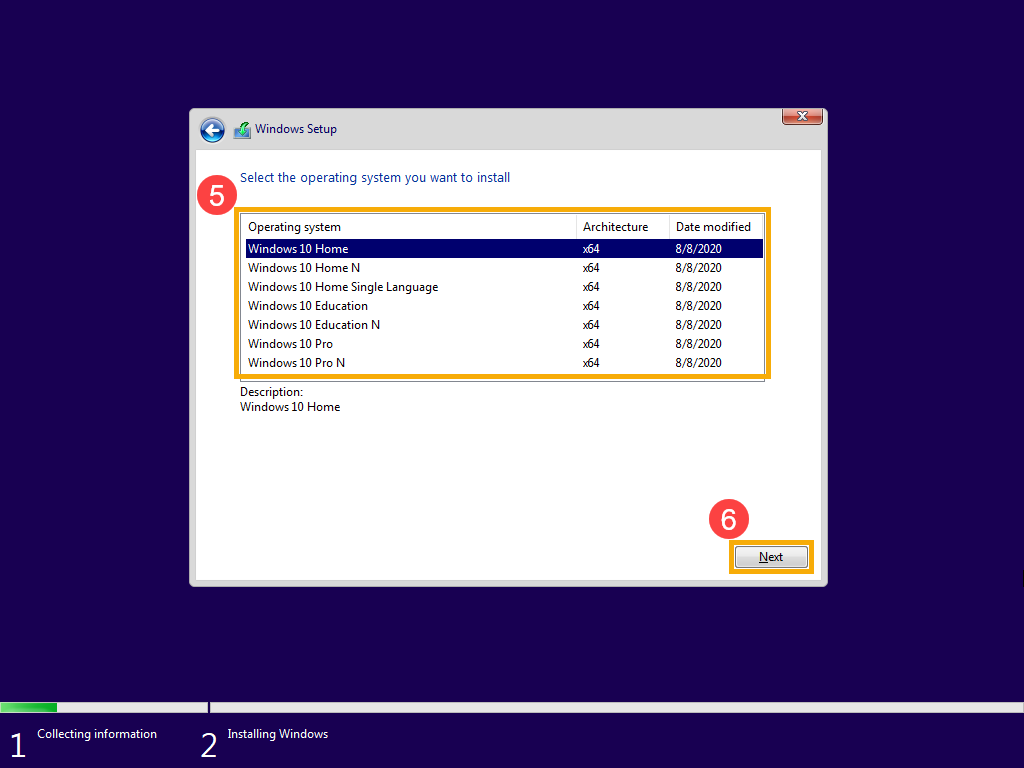 Windows Setup
Select the operating system you want to install
5
Operating system Architecture Date modified
Windows 10 Home x64 8/8/2020
Windows 10 Home N x64 8/8/2020
Windows 10 Home Single Language x64 8/8/2020
Windows 10 Education x64 8/8/2020
Windows 10 Education N x64 8/8/2020
Windows 10 Pro x64 8/8/2020
Windows 10 Pro N x64 8/8/2020
Description:
Windows 10 Home
6
Next
1 Collecting information 2 Installing Windows